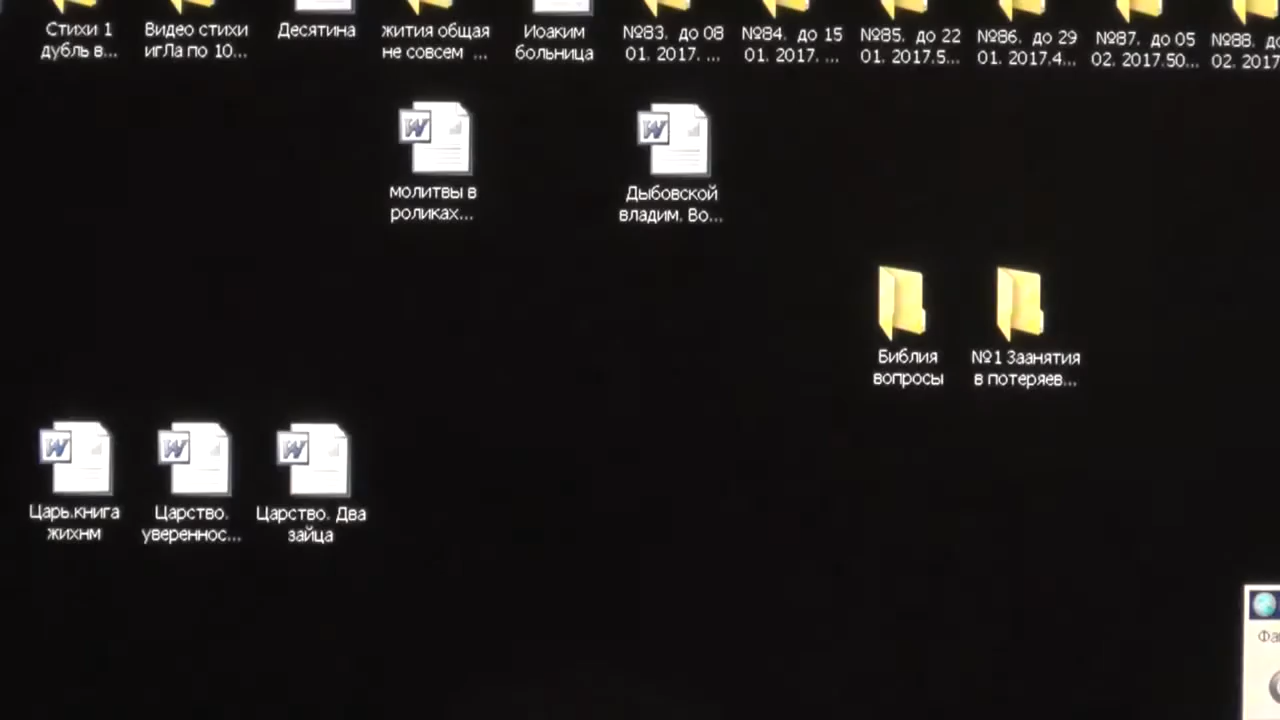 Стихи 1
дубль в...
Видео стихи
игЛа по 10...
Десятина
жития общая
не совсем ...
Иоаким
больница
№83. до 08
01. 2017. ...
№84. до 15
01. 2017. ...
№85. до 22
01. 2017.5...
№86. до 29
01. 2017.4...
№87. до 05
02. 2017.50...
№88.
02. 2017
молитвы в
роликах...
Дыбовской
владим. Во...
Библия
вопросы
№1 Заанятия
в потеряев...
Царь.книга
жихнм
Царство.
увереннос...
Царство. Два
зайца